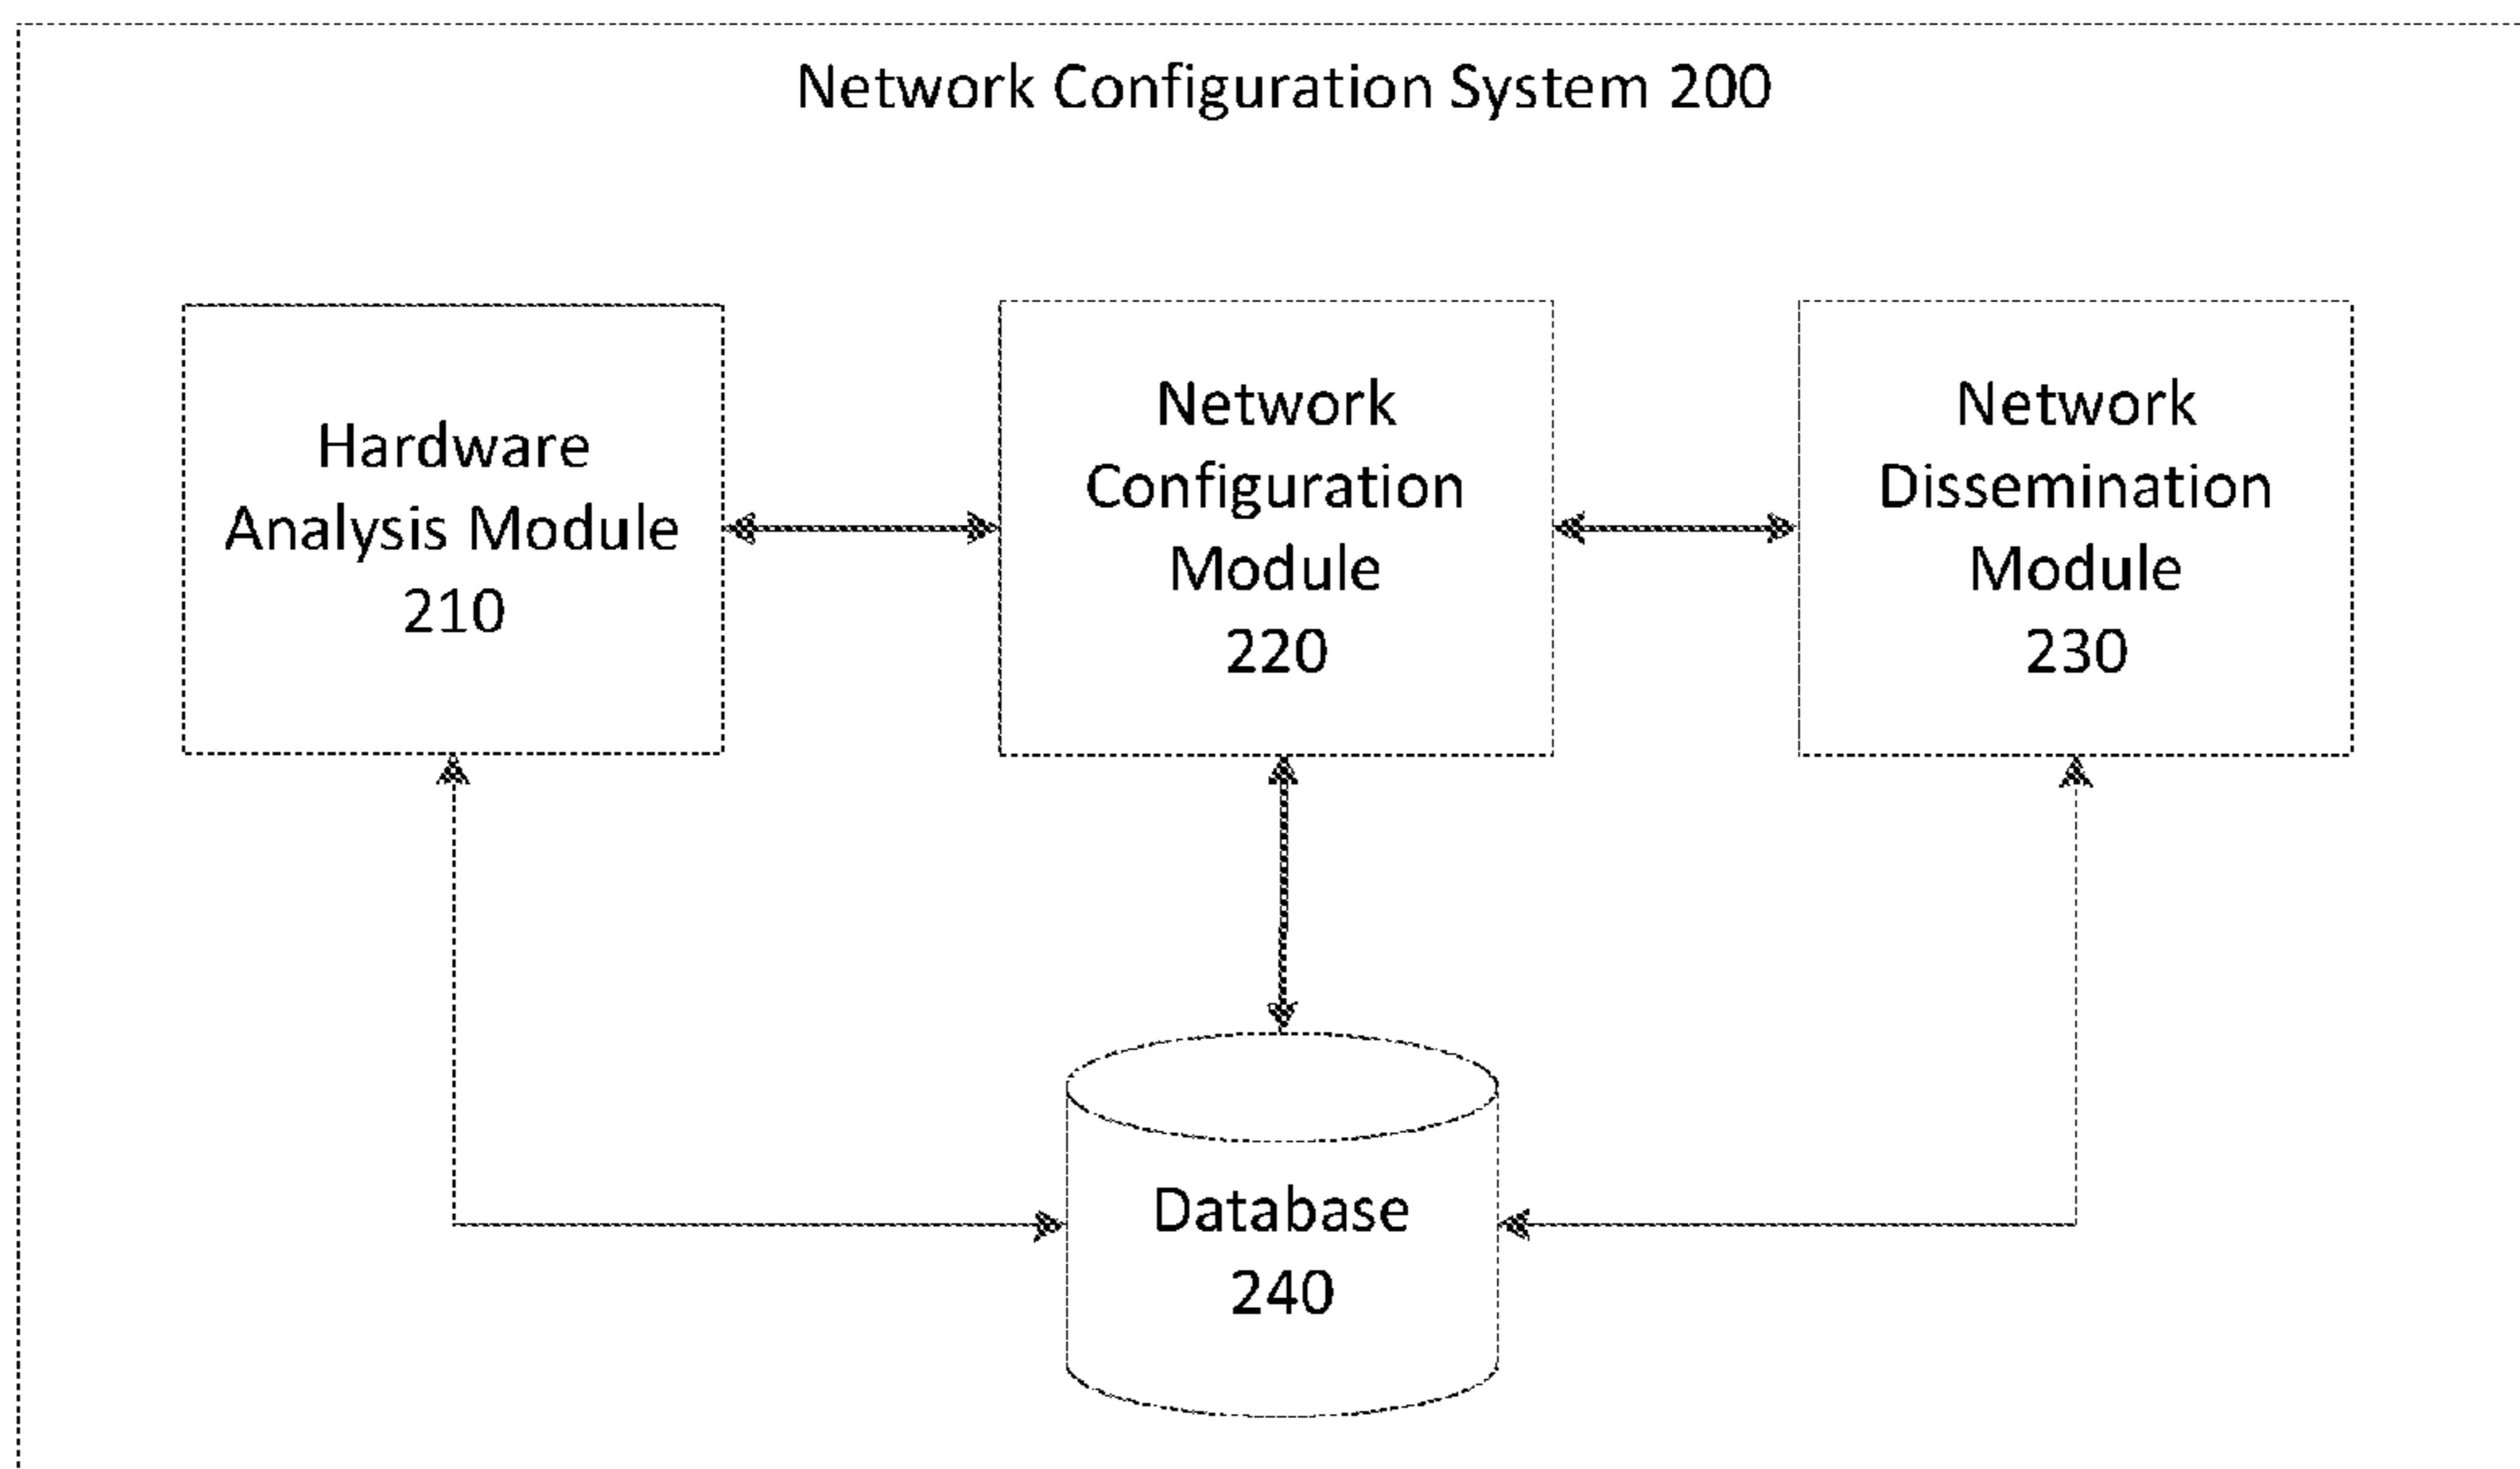 Network Configuration System 200
Hardware
Analysis Module
210
Network
Configuration
Module
220
Network
Dissemination
Module
230
Database
240